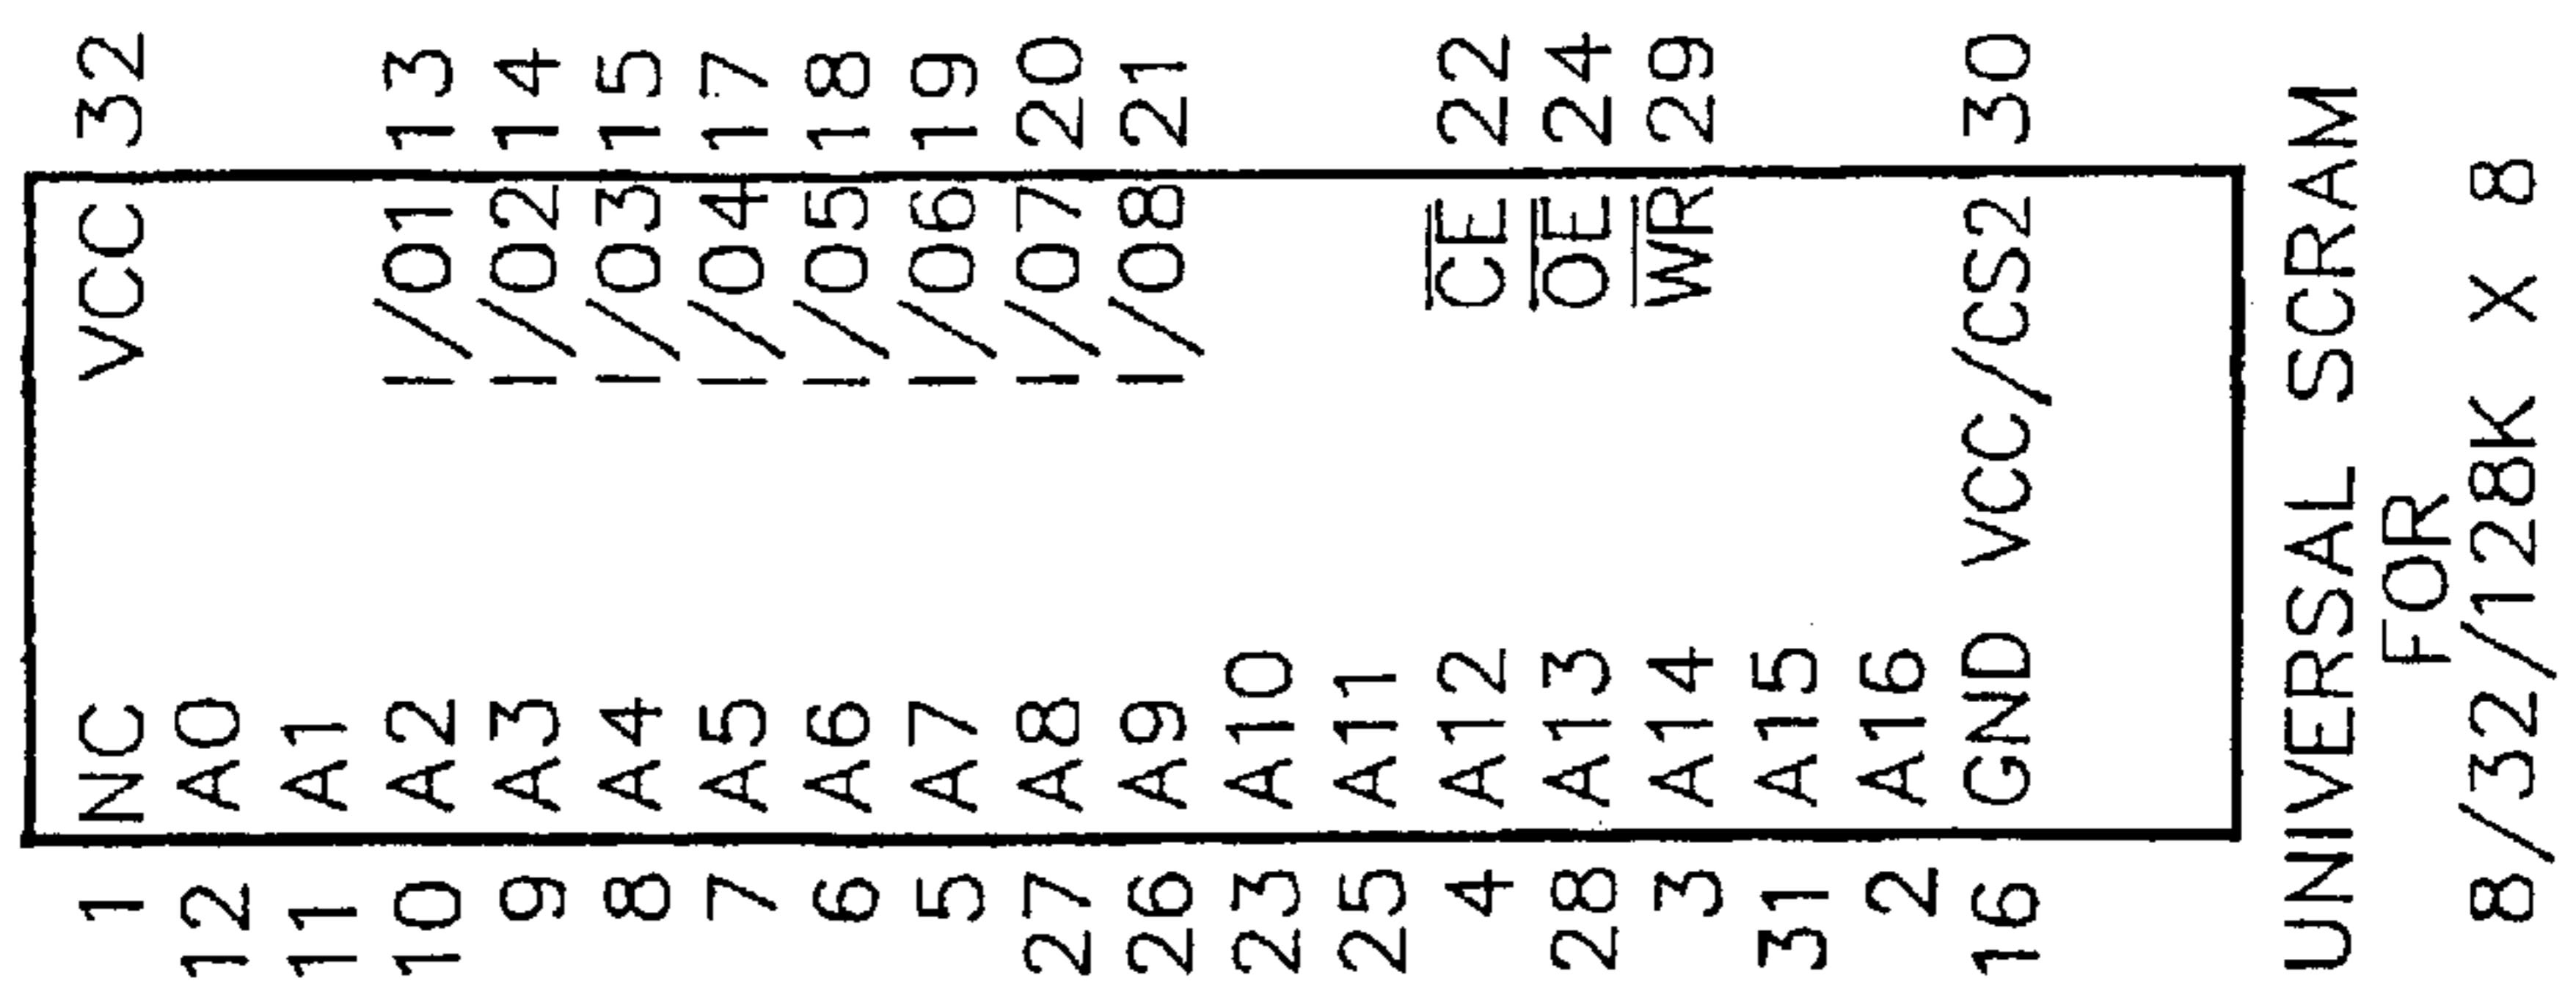 1 NC VCC 32
12 A0
11 A1
10 A2 I/O1 13
9 A3 I/O2 14
8 A4 I/O3 15
7 A5 I/O4 17
6 A6 I/O5 18
5 A7 I/O6 19
27 A8 I/O7 20
26 A9 I/O8 21
23 A10
25 A11
4 A12 C̅E̅ 22
28 A13 O̅E̅ 24
3 A14 W̅R̅ 29
31 A15
2 A16
16 GND VCC/CS2 30
UNIVERSAL SCRAM
FOR
8/32/128K X 8